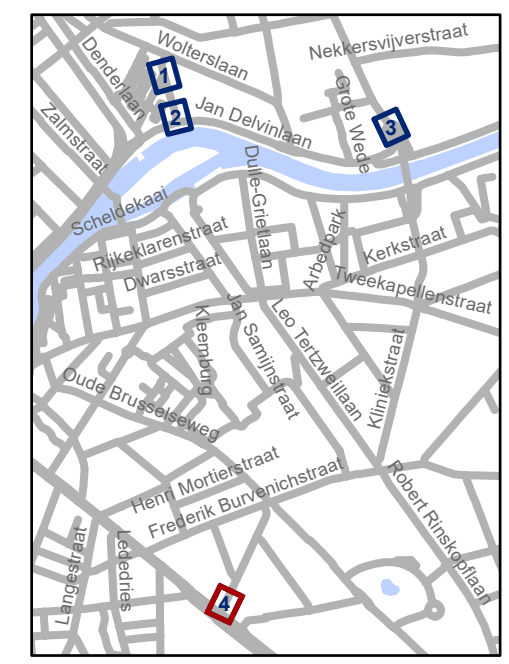 Nekkersvijverstraat
Wolterslaan
Denderlaan
1
Grote Wede
2
Jan Delvinlaan
3
Zalmstraat
Dulle-Grietlaan
Scheldekaai
Arbedpark
Rijkeklarenstraat
Kerkstraat
Dwarsstraat
Tweekapellenstraat
Kleemburg
Jan Samijnstraat
Leo Tertzweillaan
Kliniekstraat
Oude Brusselseweg
Henri Mortierstraat
Frederik Burvenichstraat
Robert Rinskopflaan
Langestraat
Lededries
4